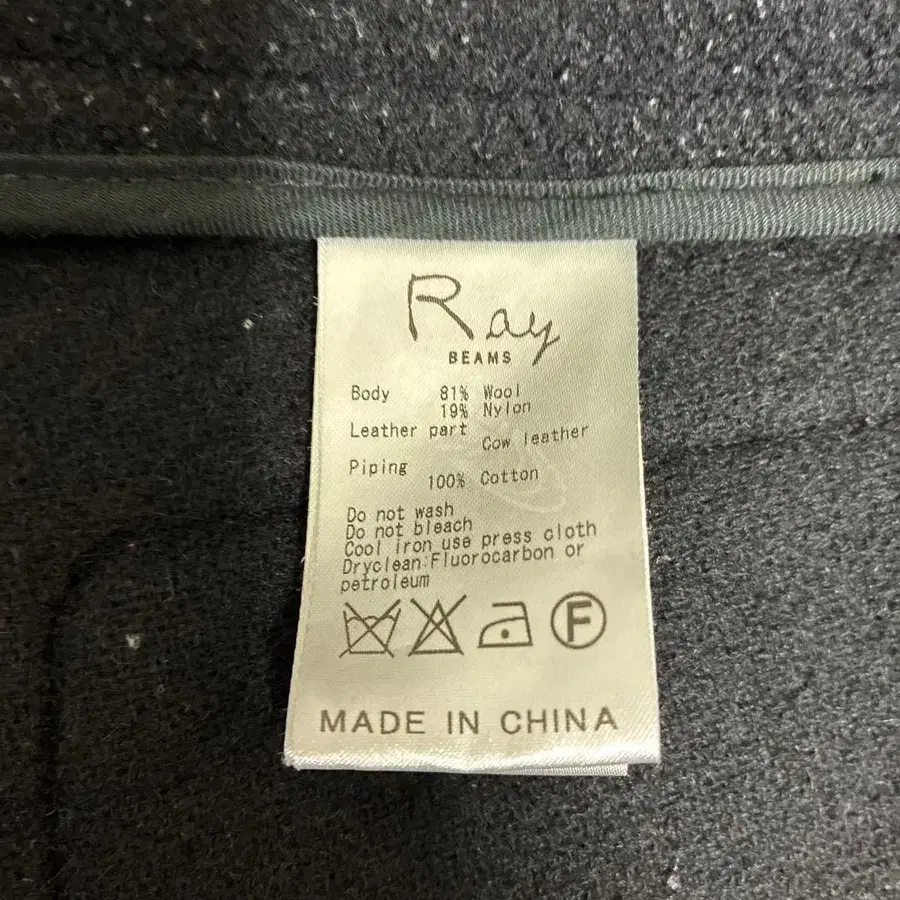 Ray
BEAMS
Body 81% Wool
19% Nylon
Leather part
Cow leather
Piping
100% Cotton
Do not wash
Do not bleach
Cool iron use press cloth
Dryclean:Fluorocarbon or
petroleum
F
MADE IN CHINA